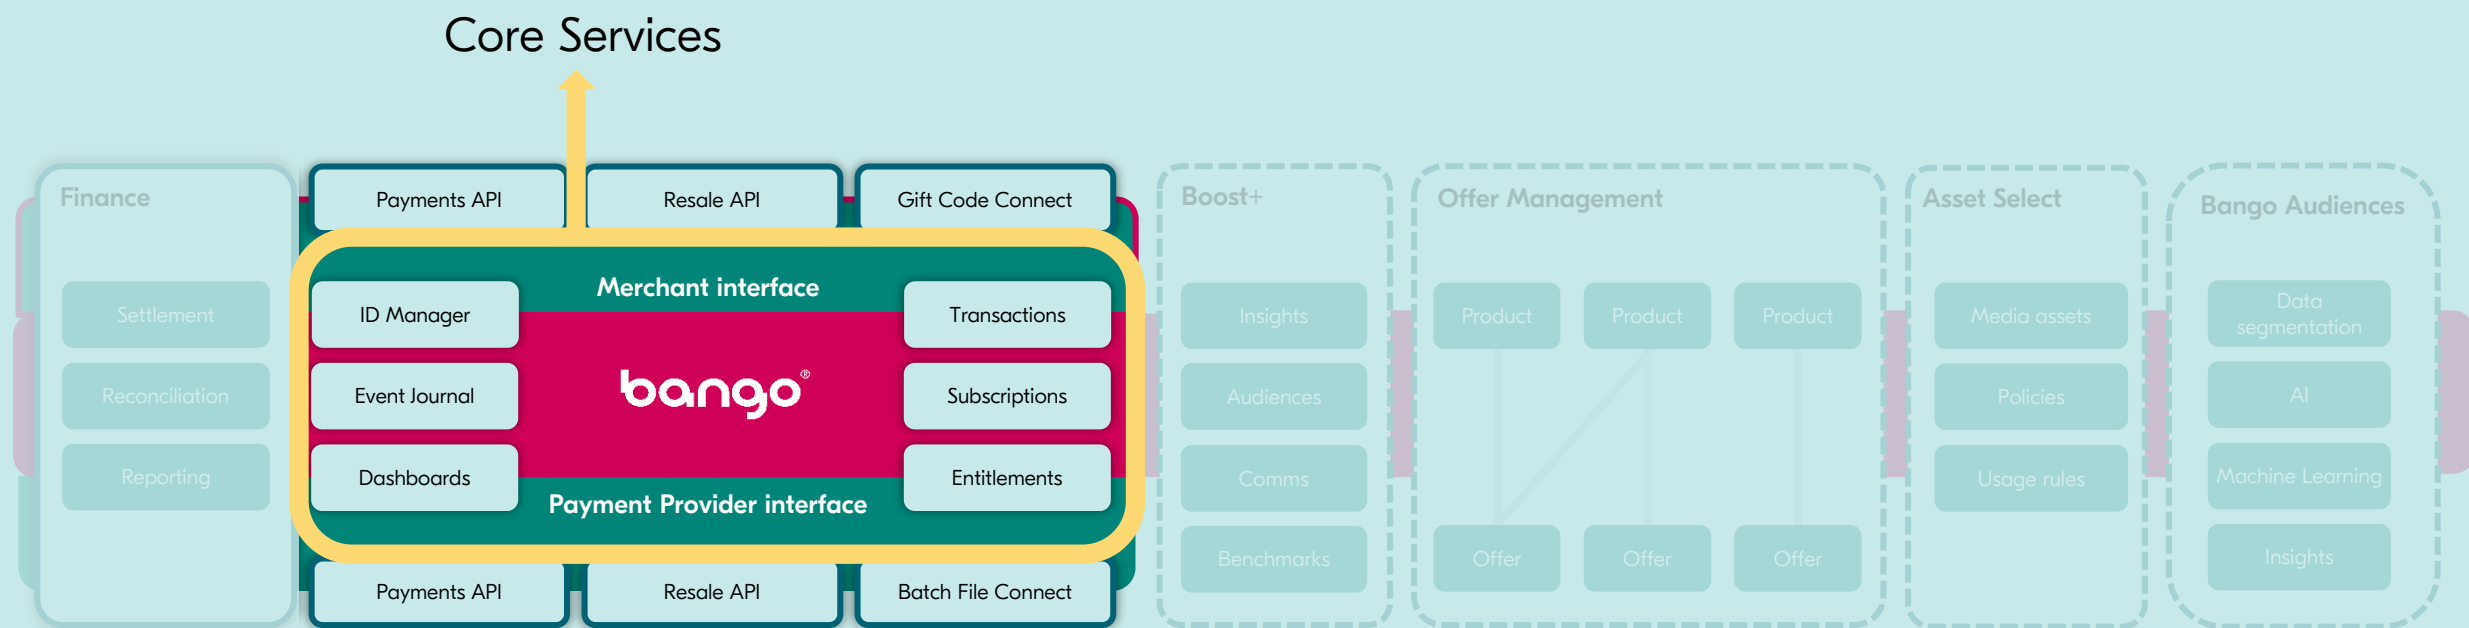 Core Services
Finance
Settlement
Reconciliation
Reporting
Payments API
Resale API
Gift Code Connect
Merchant interface
ID Manager
Event Journal
Dashboards
bango®
Transactions
Subscriptions
Entitlements
Payment Provider interface
Payments API
Resale API
Batch File Connect
Boost+
Insights
Audiences
Comms
Benchmarks
Offer Management
Product
Product
Product
Offer
Offer
Offer
Asset Select
Media assets
Policies
Usage rules
Bango Audiences
Data
segmentation
AI
Machine Learning
Insights